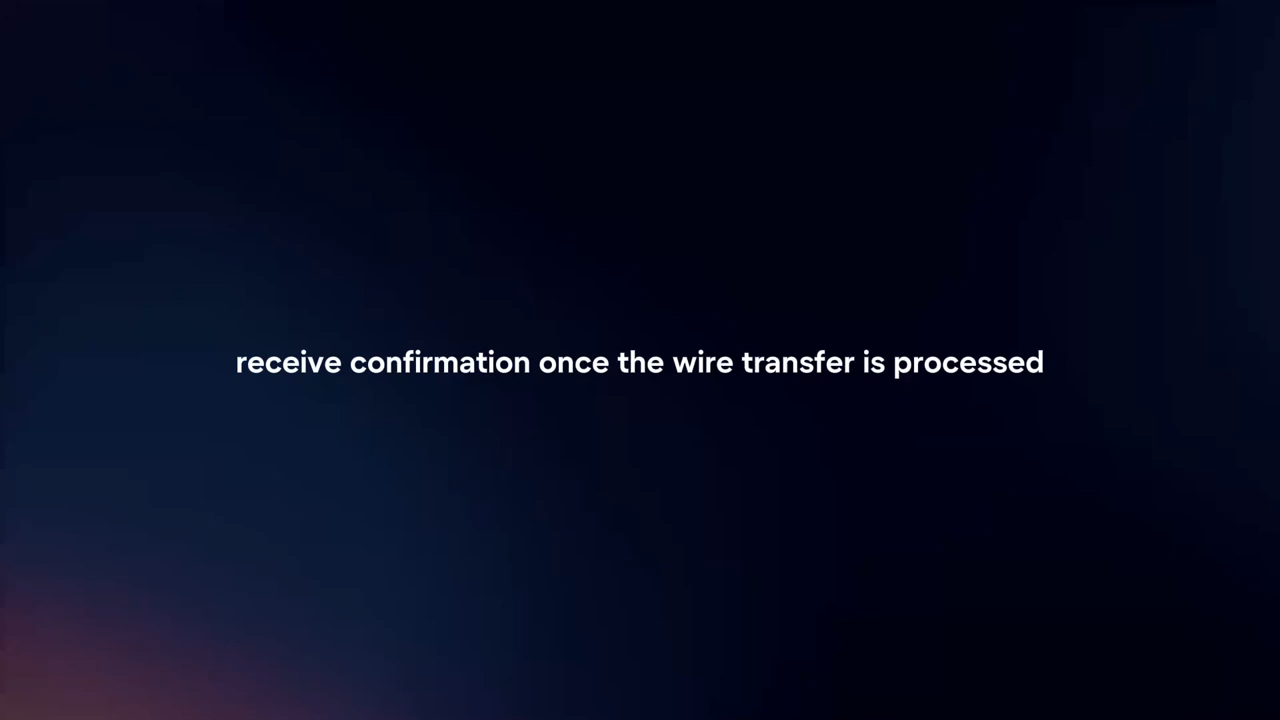 receive confirmation once the wire transfer is processed